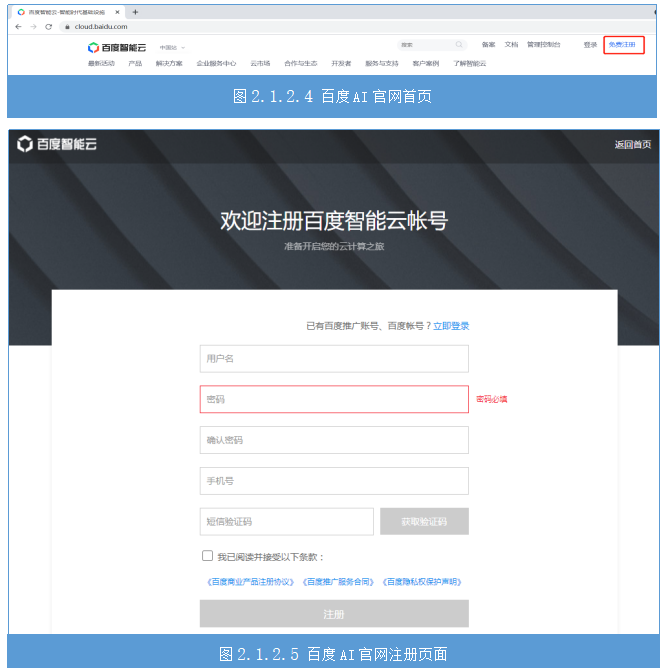 百度智能云-智能时代基础设施
cloud.baidu.com
百度智能云 中国站 搜索 备案 文档 管理控制台 登录 免费注册
最新活动 产品 解决方案 企业服务中心 云市场 合作与生态 开发者 服务与支持 客户案例 了解智能云
图2.1.2.4 百度AI官网首页
百度智能云 返回首页
欢迎注册百度智能云帐号
准备开启您的云计算之旅
已有百度推广账号、百度帐号？立即登录
用户名
密码 密码必填
确认密码
手机号
短信验证码 获取验证码
我已阅读并接受以下条款：
《百度商业产品注册协议》 《百度推广服务合同》 《百度隐私权保护声明》
注册
图2.1.2.5 百度AI官网注册页面